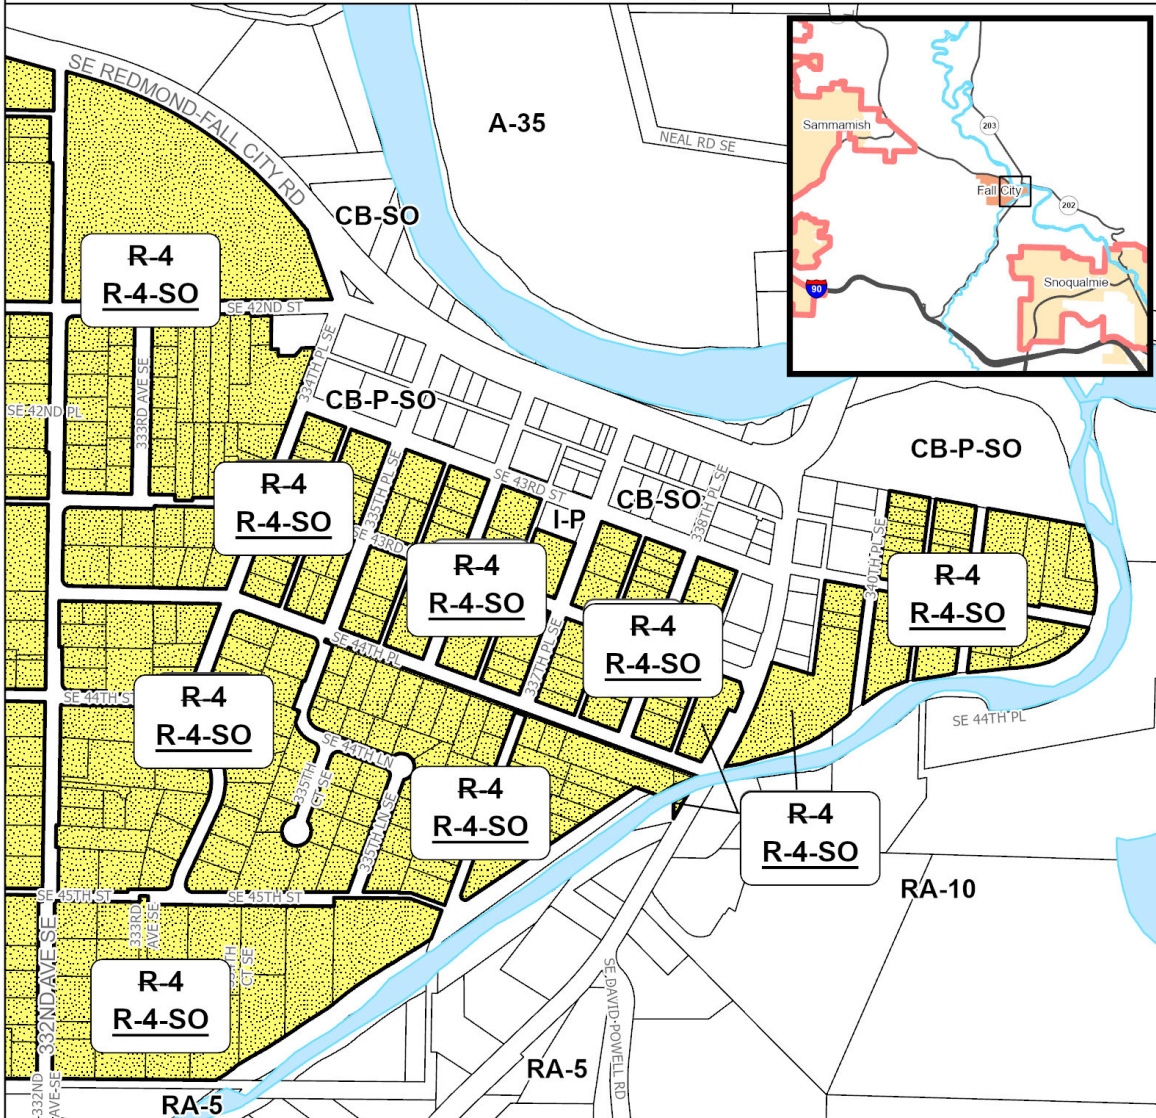 SE REDMOND-FALL CITY RD
A-35
NEAL RD SE
203
Sammamish
Fall City
202
Snoqualmie
90
CB-SO
R-4
R-4-SO
SE 42ND ST
334TH PL SE
CB-P-SO
SE 42ND PL
333RD AVE SE
CB-P-SO
R-4
R-4-SO
335TH PL SE
SE 43RD ST
CB-SO
338TH PL SE
I-P
SE 43RD
R-4
R-4-SO
340TH PL SE
R-4
R-4-SO
R-4
R-4-SO
SE 44TH PL
337TH PL SE
SE 44TH ST
R-4
R-4-SO
SE 44TH PL
SE 44TH LN
335TH
CT SE
335TH LN SE
R-4
R-4-SO
R-4
R-4-SO
RA-10
SE 45TH ST
SE 45TH ST
333RD
AVE SE
CT SE
332ND AVE SE
R-4
R-4-SO
SE DAVID-POWELL RD
RA-5
RA-5
332ND
AVE SE